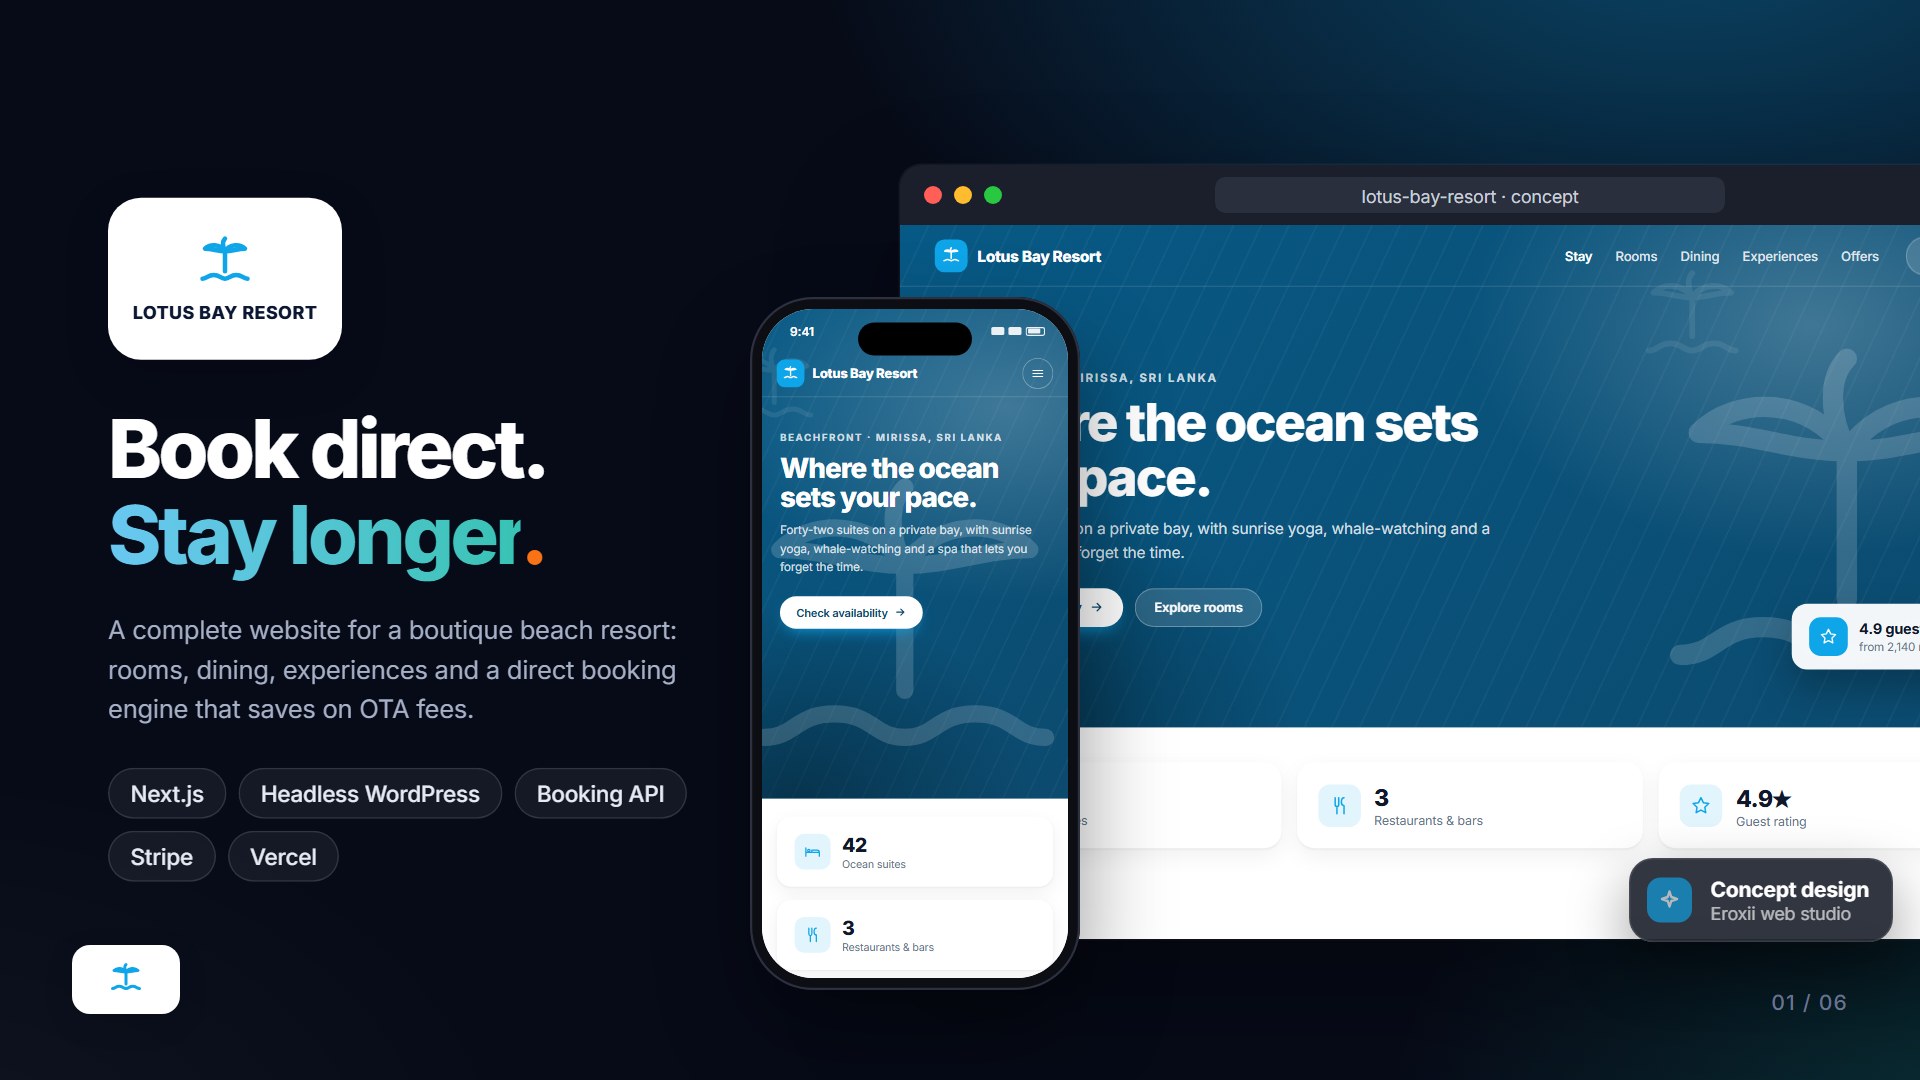 LOTUS BAY RESORT
Book direct.
Stay longer.
A complete website for a boutique beach resort:
rooms, dining, experiences and a direct booking
engine that saves on OTA fees.
Next.js
Headless WordPress
Booking API
Stripe
Vercel
9:41
Lotus Bay Resort
BEACHFRONT · MIRISSA, SRI LANKA
Where the ocean
sets your pace.
Forty-two suites on a private bay, with sunrise
yoga, whale-watching and a spa that lets you
forget the time.
Check availability →
42
Ocean suites
3
Restaurants & bars
lotus-bay-resort · concept
Lotus Bay Resort
Stay
Rooms
Dining
Experiences
Offers
IRISSA, SRI LANKA
re the ocean sets
pace.
on a private bay, with sunrise yoga, whale-watching and a
forget the time.
→
Explore rooms
4.9 gues
from 2,140
3
Restaurants & bars
4.9★
Guest rating
Concept design
Eroxii web studio
01 / 06